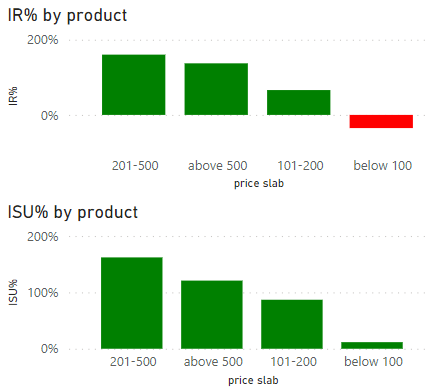 IR% by product
200%
0%
IR%
201-500 above 500 101-200 below 100
price slab
ISU% by product
200%
100%
0%
ISU%
201-500 above 500 101-200 below 100
price slab